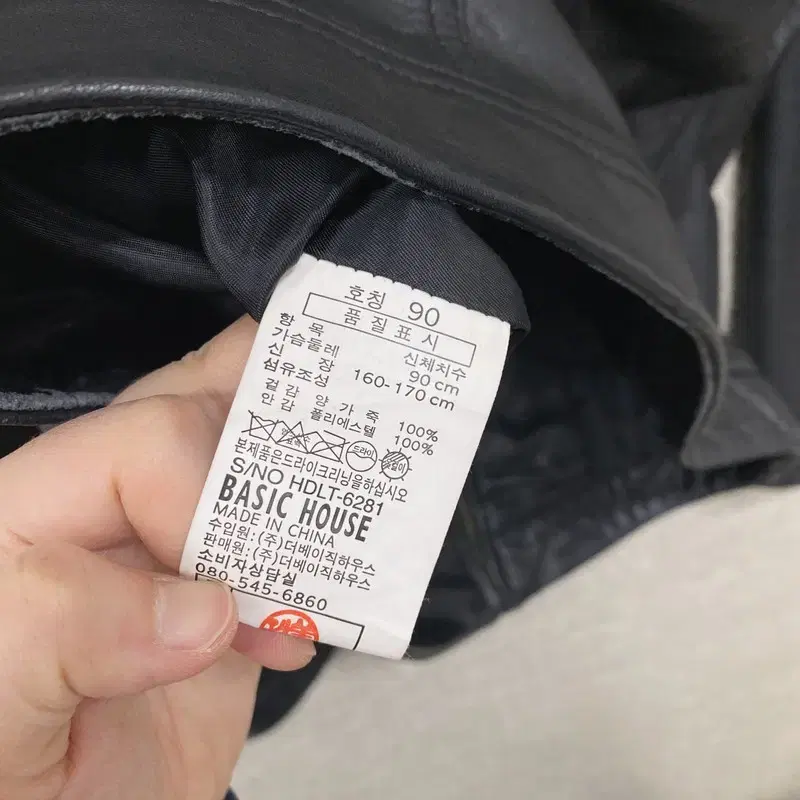 호칭 90
품질표시
항 목 신체치수
가슴둘레 90 cm
신 장 160-170 cm
섬유조성
겉감 양가죽 100%
안감 폴리에스텔 100%
드라이
본제품은드라이크리닝을하십시오
S/NO HDLT-6281
BASIC HOUSE
MADE IN CHINA
수입원:(주)더베이직하우스
판매원:(주)더베이직하우스
소비자상담실
080-545-6860